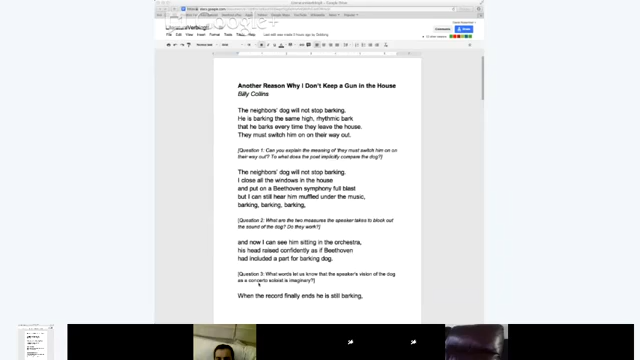 File Edit View Insert Format Tools
Another Reason Why I Don't Keep a Gun in the House
Billy Collins
The neighbors' dog will not stop barking.
He is barking the same high, rhythmic bark
that he barks every time they leave the house.
They must switch him on on their way out.
[Question 1: Can you explain the meaning of 'they must switch him on on
their way out'? To what does the poet implicitly compare the dog?]
The neighbors' dog will not stop barking.
I close all the windows in the house
and put on a Beethoven symphony full blast
but I can still hear him muffled under the music,
barking, barking, barking,
[Question 2: What are the two measures the speaker takes to block out
the sound of the dog? Do they work?]
and now I can see him sitting in the orchestra,
his head raised confidently as if Beethoven
had included a part for barking dog.
[Question 3: What words let us know that the speaker's vision of the dog
as a concerto soloist is imaginery?]
When the record finally ends he is still barking,